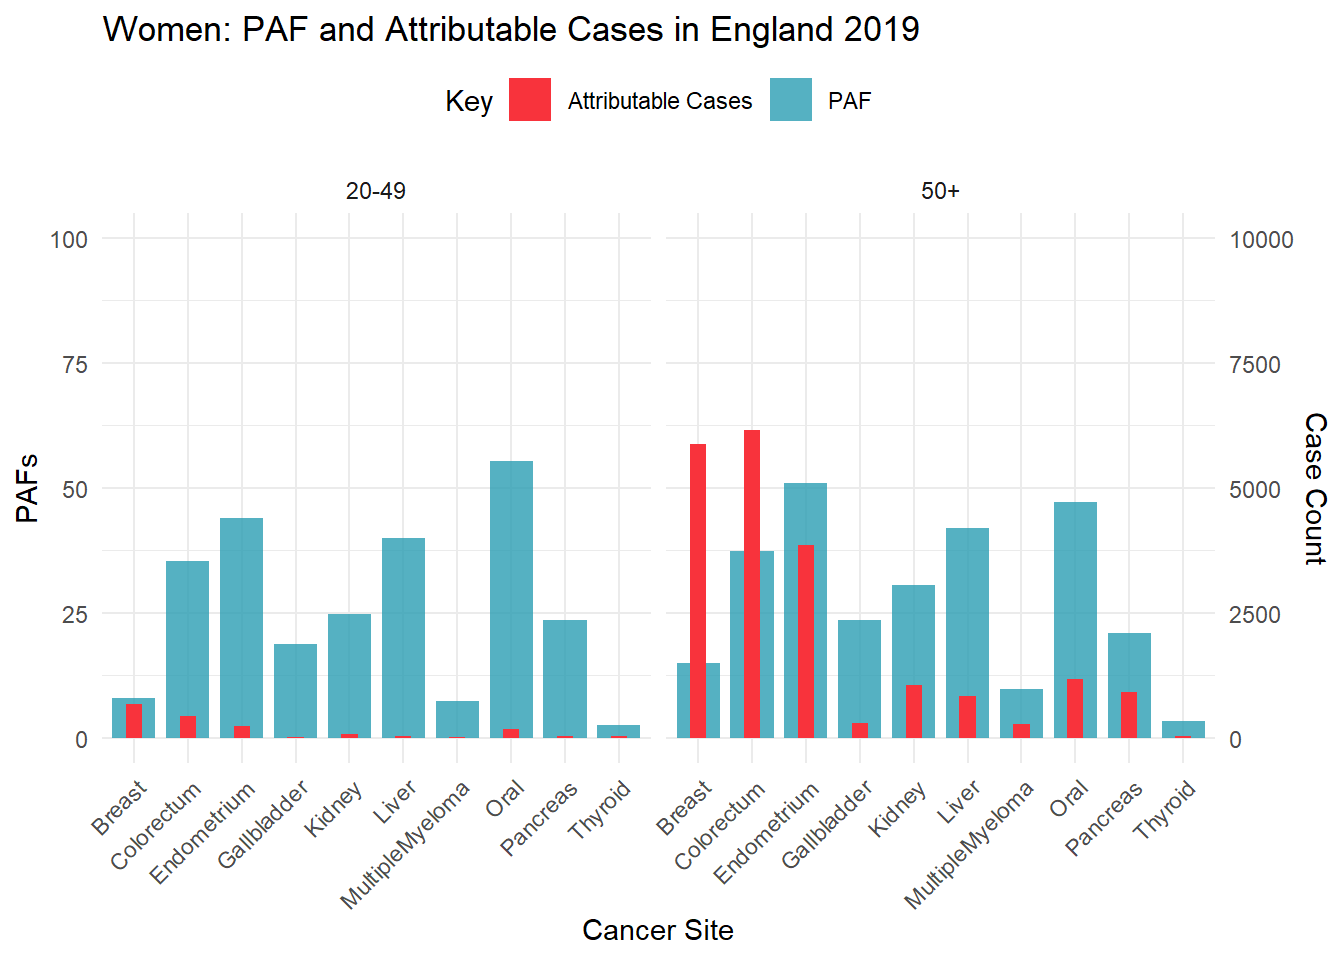 Women: PAF and Attributable Cases in England 2019
Key Attributable Cases PAF
20-49 50+
100 10000
75 7500
50 5000
25 2500
0 0
PAFs
Case Count
Breast Colorectum Endometrium Gallbladder Kidney Liver MultipleMyeloma Oral Pancreas Thyroid Breast Colorectum Endometrium Gallbladder Kidney Liver MultipleMyeloma Oral Pancreas Thyroid
Cancer Site